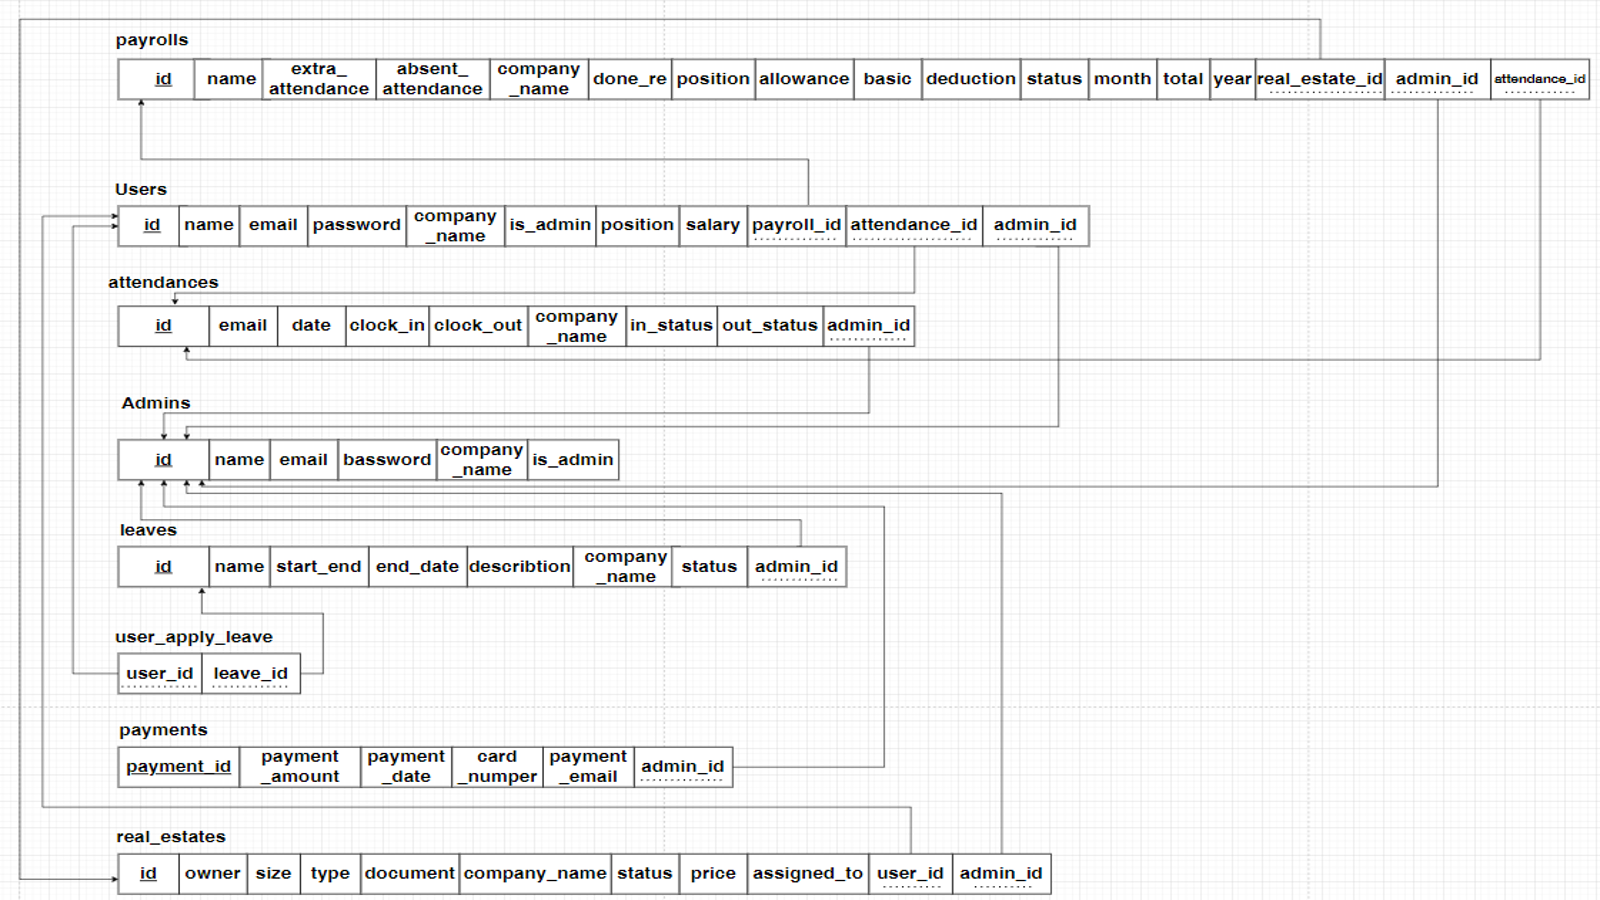 payrolls
id name extra_ attendance absent_ attendance company _name done_re position allowance basic deduction status month total year real_estate_id admin_id attendance_id
Users
id name email password company _name is_admin position salary payroll_id attendance_id admin_id
attendances
id email date clock_in clock_out company _name in_status out_status admin_id
Admins
id name email bassword company _name is_admin
leaves
id name start_end end_date describtion company _name status admin_id
user_apply_leave
user_id leave_id
payments
payment_id payment _amount payment _date card _numper payment _email admin_id
real_estates
id owner size type document company_name status price assigned_to user_id admin_id